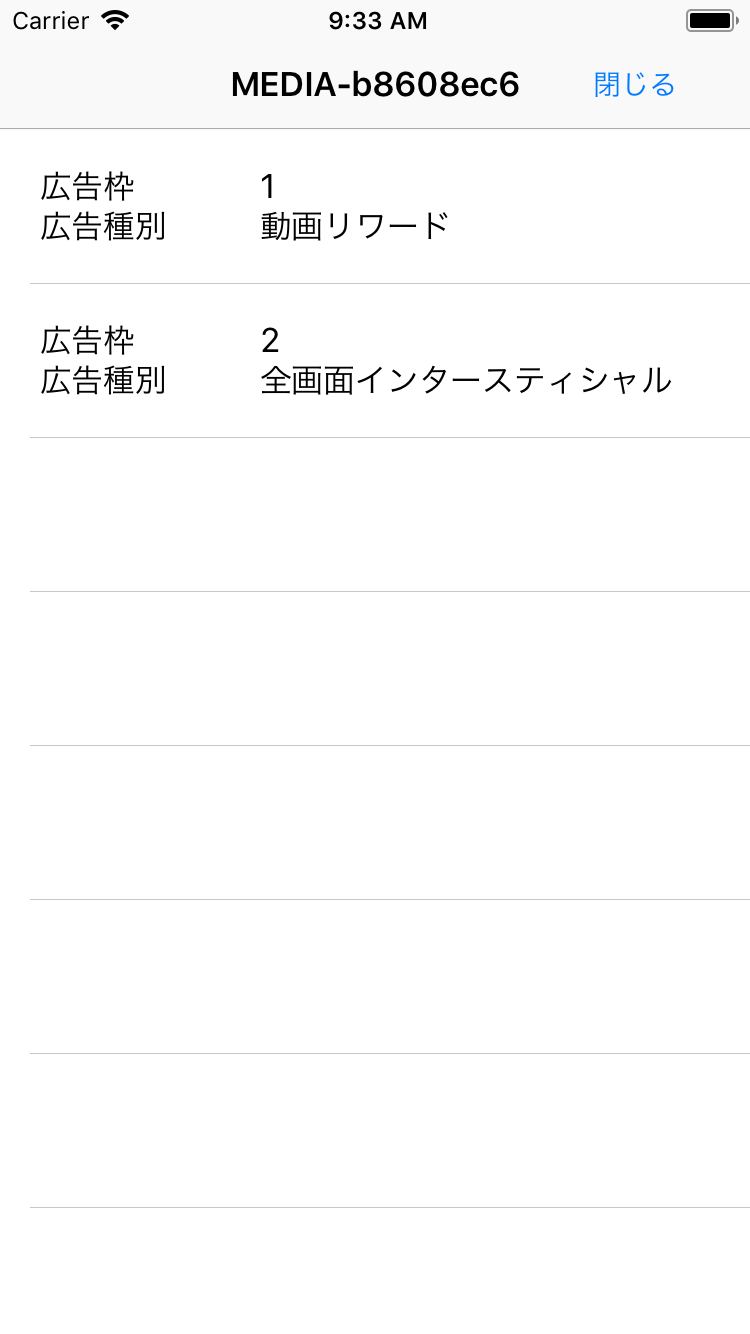 Carrier 9:33 AM
MEDIA-b8608ec6 閉じる
広告枠 1
広告種別 動画リワード
広告枠 2
広告種別 全画面インタースティシャル